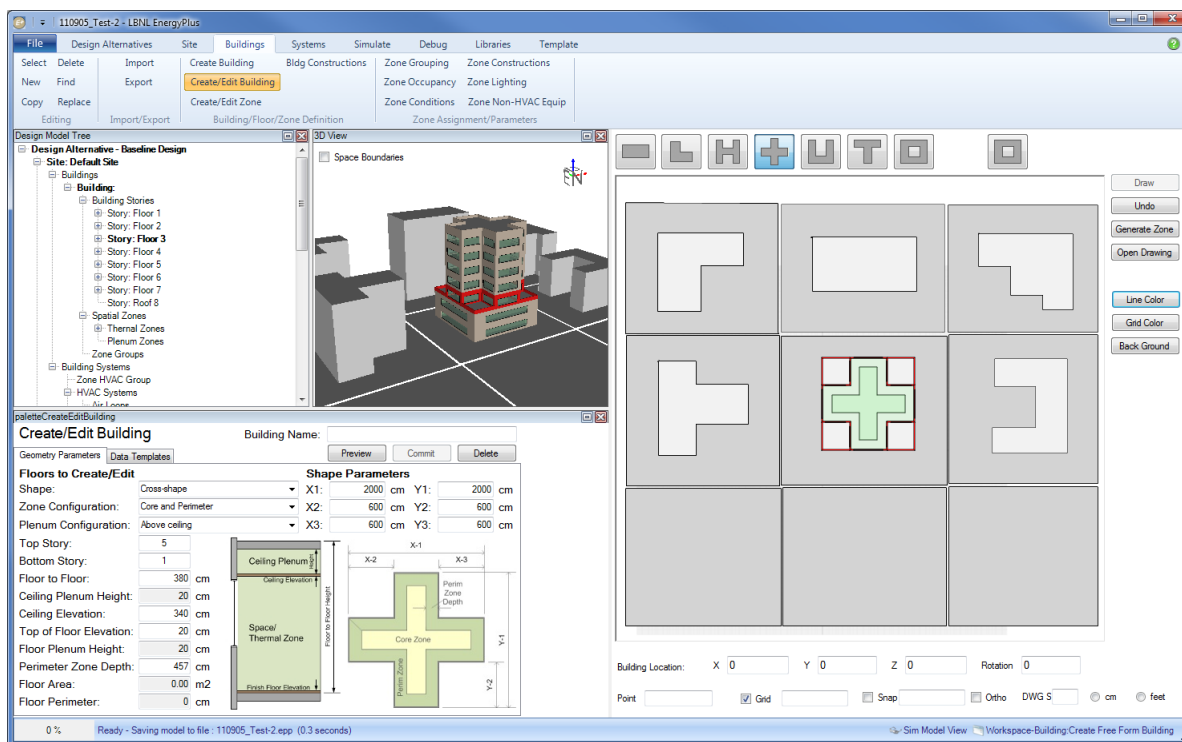 110905_Test-2 - LBNL EnergyPlus
File Design Alternatives Site Buildings Systems Simulate Debug Libraries Template
Select Delete Import Create Building Bldg Constructions Zone Grouping Zone Constructions
New Find Export Create/Edit Building Zone Occupancy Zone Lighting
Copy Replace Create/Edit Zone Zone Conditions Zone Non-HVAC Equip
Editing Import/Export Building/Floor/Zone Definition Zone Assignment/Parameters
Design Model Tree
Design Alternative - Baseline Design
Site: Default Site
Buildings
Building:
Building Stories
Story: Floor 1
Story: Floor 2
Story: Floor 3
Story: Floor 4
Story: Floor 5
Story: Floor 6
Story: Floor 7
Story: Roof 8
Spatial Zones
Thernal Zones
Plenum Zones
Zone Groups
Building Systems
Zone HVAC Group
HVAC Systems
Air Loops
3D View
Space Boundaries
Draw
Undo
Generate Zone
Open Drawing
Line Color
Grid Color
Back Ground
paletteCreateEditBuilding
Create/Edit Building Building Name:
Geometry Parameters Data Templates Preview Commit Delete
Floors to Create/Edit Shape Parameters
Shape: Cross-shape X1: 2000 cm Y1: 2000 cm
Zone Configuration: Core and Perimeter X2: 600 cm Y2: 600 cm
Plenum Configuration: Above ceiling X3: 600 cm Y3: 600 cm
Top Story: 5
Bottom Story: 1
Floor to Floor: 380 cm
Ceiling Plenum Height: 20 cm
Ceiling Elevation: 340 cm
Top of Floor Elevation: 20 cm
Floor Plenum Height: 20 cm
Perimeter Zone Depth: 457 cm
Floor Area: 0.00 m2
Floor Perimeter: 0 cm
Ceiling Plenum
Height
Ceiling Elevation
Space/
Thermal Zone
Floor to Floor Height
Finish Floor Elevation
X-1
X-2 X-3
Perim
Zone
Depth
Core Zone
Perim Zone
Y-1
Y-2
Building Location: X 0 Y 0 Z 0 Rotation 0
Point Grid Snap Ortho DWG S cm feet
0 % Ready - Saving model to file : 110905_Test-2.epp (0.3 seconds) Sim Model View Workspace-Building:Create Free Form Building